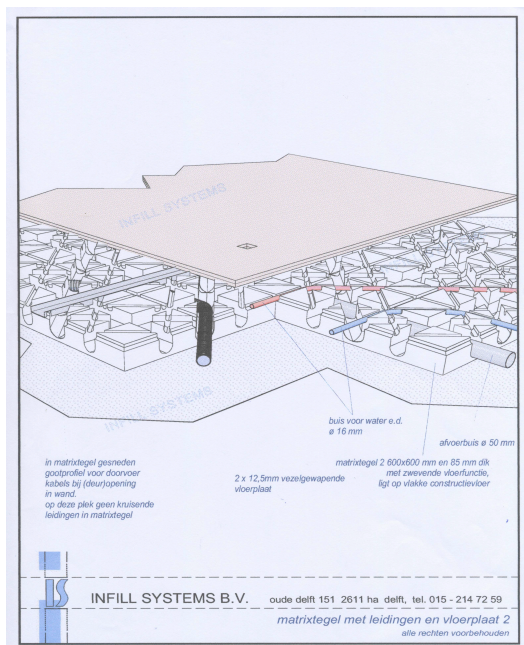 INFILL SYSTEMS
INFILL SYSTEMS
buis voor water e.d.
ø 16 mm
afvoerbuis ø 50 mm
in matrixtegel gesneden
gootprofiel voor doorvoer
kabels bij (deur)opening
in wand.
op deze plek geen kruisende
leidingen in matrixtegel
2 x 12,5mm vezelgewapende
vloerplaat
matrixtegel 2 600x600 mm en 85 mm dik
met zwevende vloerfunctie,
ligt op vlakke constructievloer
IS
INFILL SYSTEMS B.V. oude delft 151 2611 ha delft, tel. 015 - 214 72 59
matrixtegel met leidingen en vloerplaat 2
alle rechten voorbehouden